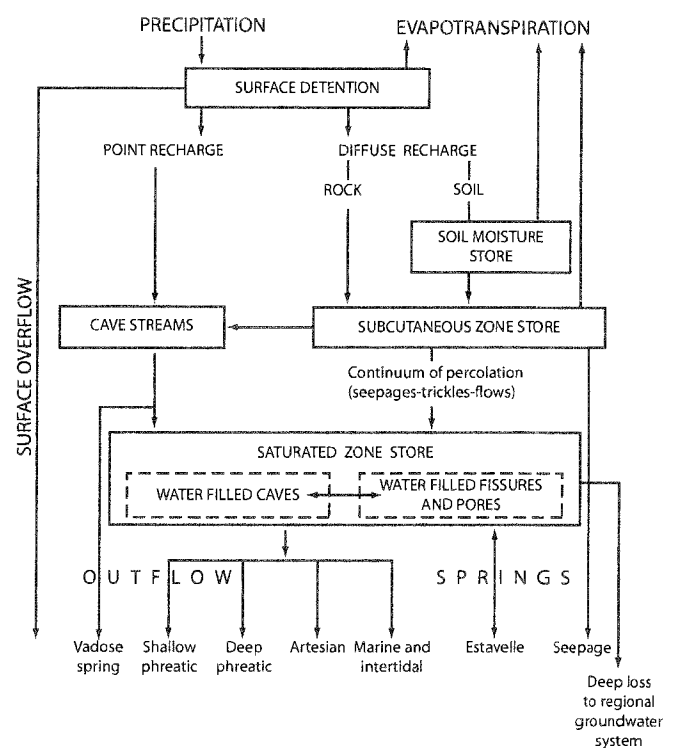 PRECIPITATION
EVAPOTRANSPIRATION
SURFACE DETENTION
POINT RECHARGE
DIFFUSE RECHARGE
ROCK
SOIL
SOIL MOISTURE
STORE
SURFACE OVERFLOW
CAVE STREAMS
SUBCUTANEOUS ZONE STORE
Continuum of percolation
(seepages-trickles-flows)
SATURATED ZONE STORE
WATER FILLED CAVES
WATER FILLED FISSURES
AND PORES
OUTFLOW SPRINGS
Vadose
spring
Shallow
phreatic
Deep
phreatic
Artesian
Marine and
intertidal
Estavelle
Seepage
Deep loss
to regional
groundwater
system